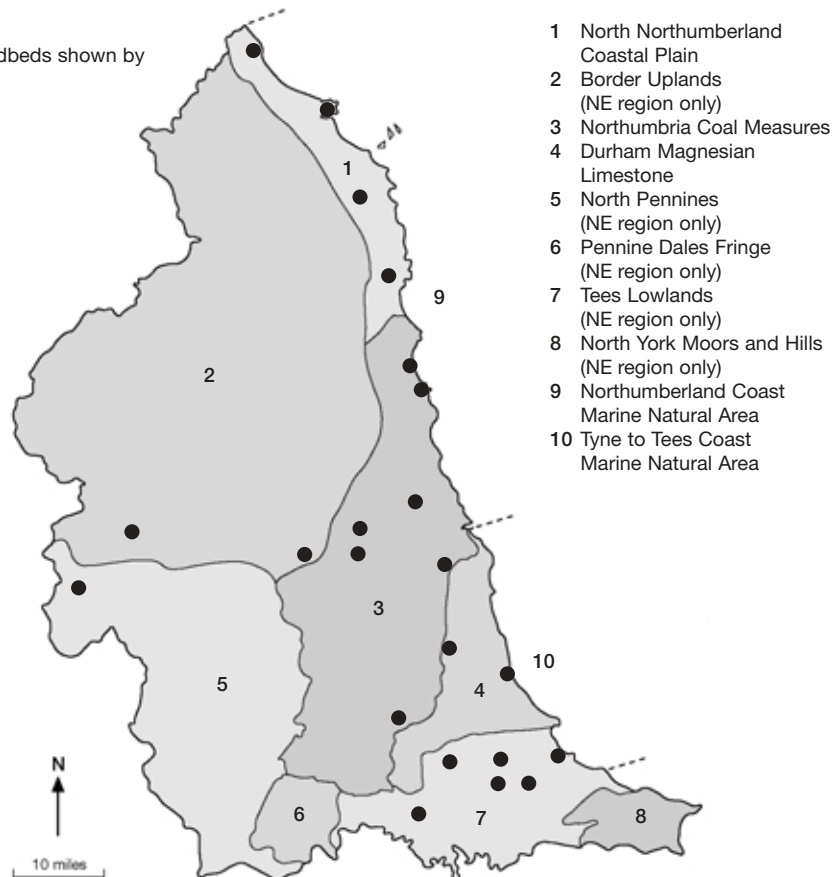 dbeds shown by
1 North Northumberland
Coastal Plain
2 Border Uplands
(NE region only)
3 Northumbria Coal Measures
4 Durham Magnesian
Limestone
5 North Pennines
(NE region only)
6 Pennine Dales Fringe
(NE region only)
7 Tees Lowlands
(NE region only)
8 North York Moors and Hills
(NE region only)
9 Northumberland Coast
Marine Natural Area
10 Tyne to Tees Coast
Marine Natural Area
1
9
2
3
10
5
4
N
6
7
8
10 miles